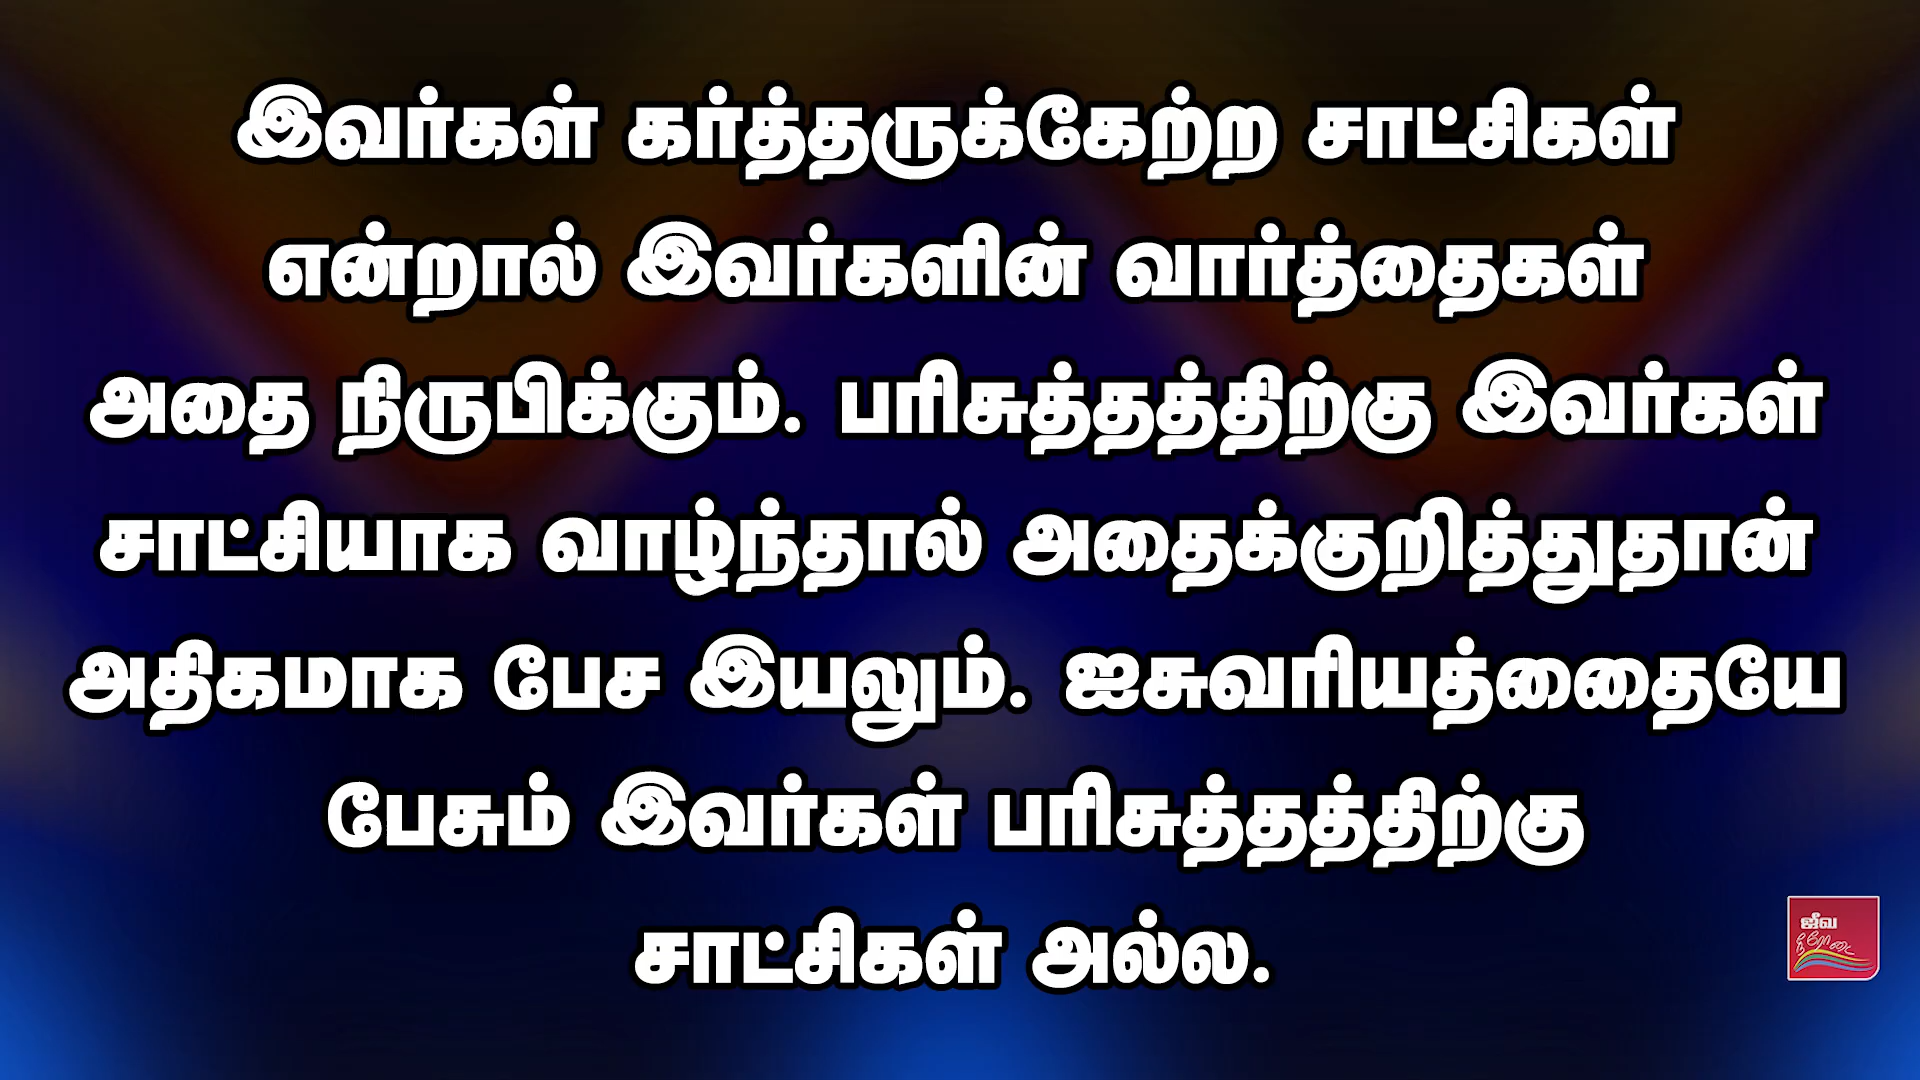 இவர்கள் கர்த்தருக்கேற்ற சாட்சிகள்
என்றால் இவர்களின் வார்த்தைகள்
அதை நிருபிக்கும். பரிசுத்தத்திற்கு இவர்கள்
சாட்சியாக வாழ்ந்தால் அதைக்குறித்துதான்
அதிகமாக பேச இயலும். ஐசுவரியத்தைையே
பேசும் இவர்கள் பரிசுத்தத்திற்கு
சாட்சிகள் அல்ல.
ஜீவ
நீரோடை